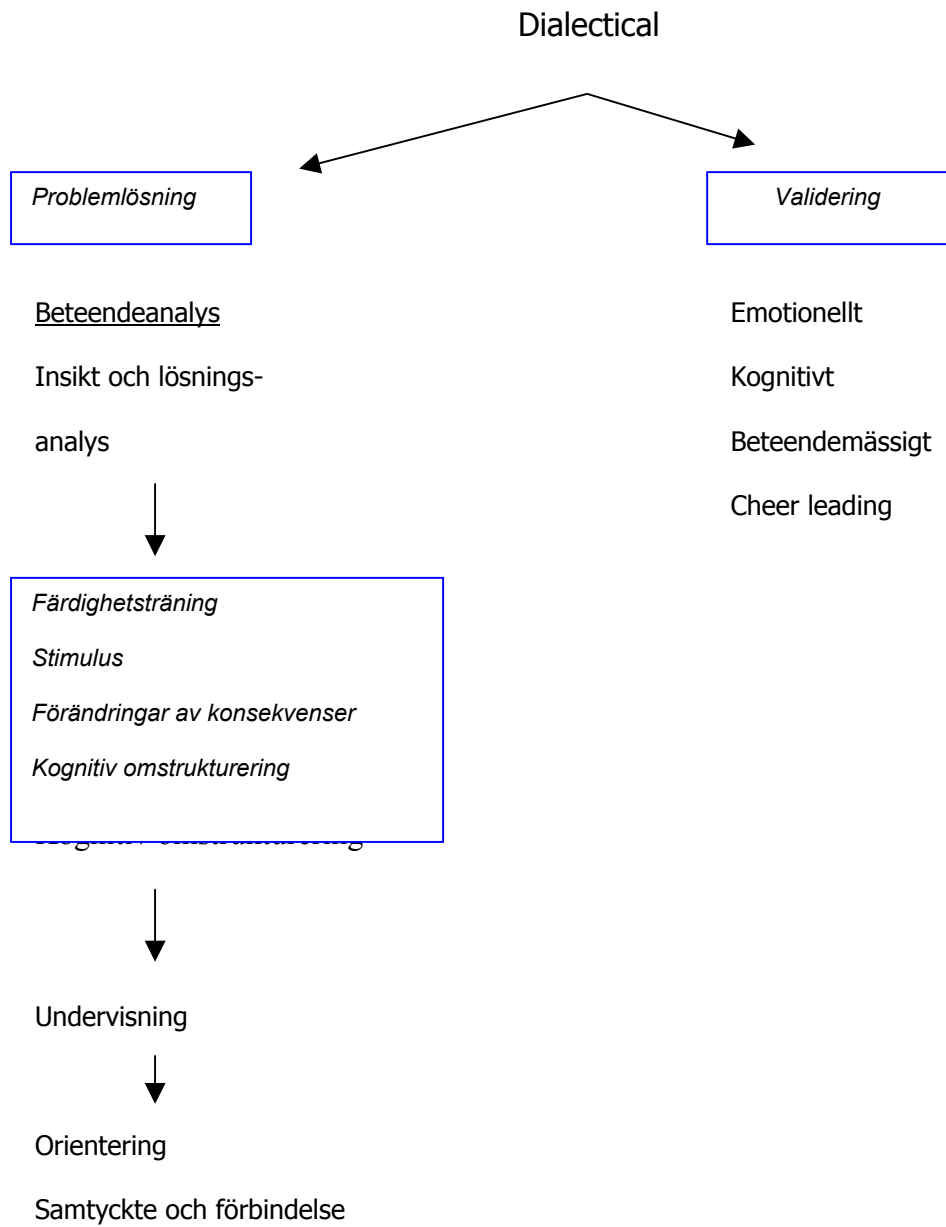 Dialectical
Problemlösning
Validering
Beteendeanalys
Insikt och lösnings-
analys
Emotionellt
Kognitivt
Beteendemässigt
Cheer leading
Färdighetsträning
Stimulus
Förändringar av konsekvenser
Kognitiv omstrukturering
Undervisning
Orientering
Samtyckte och förbindelse